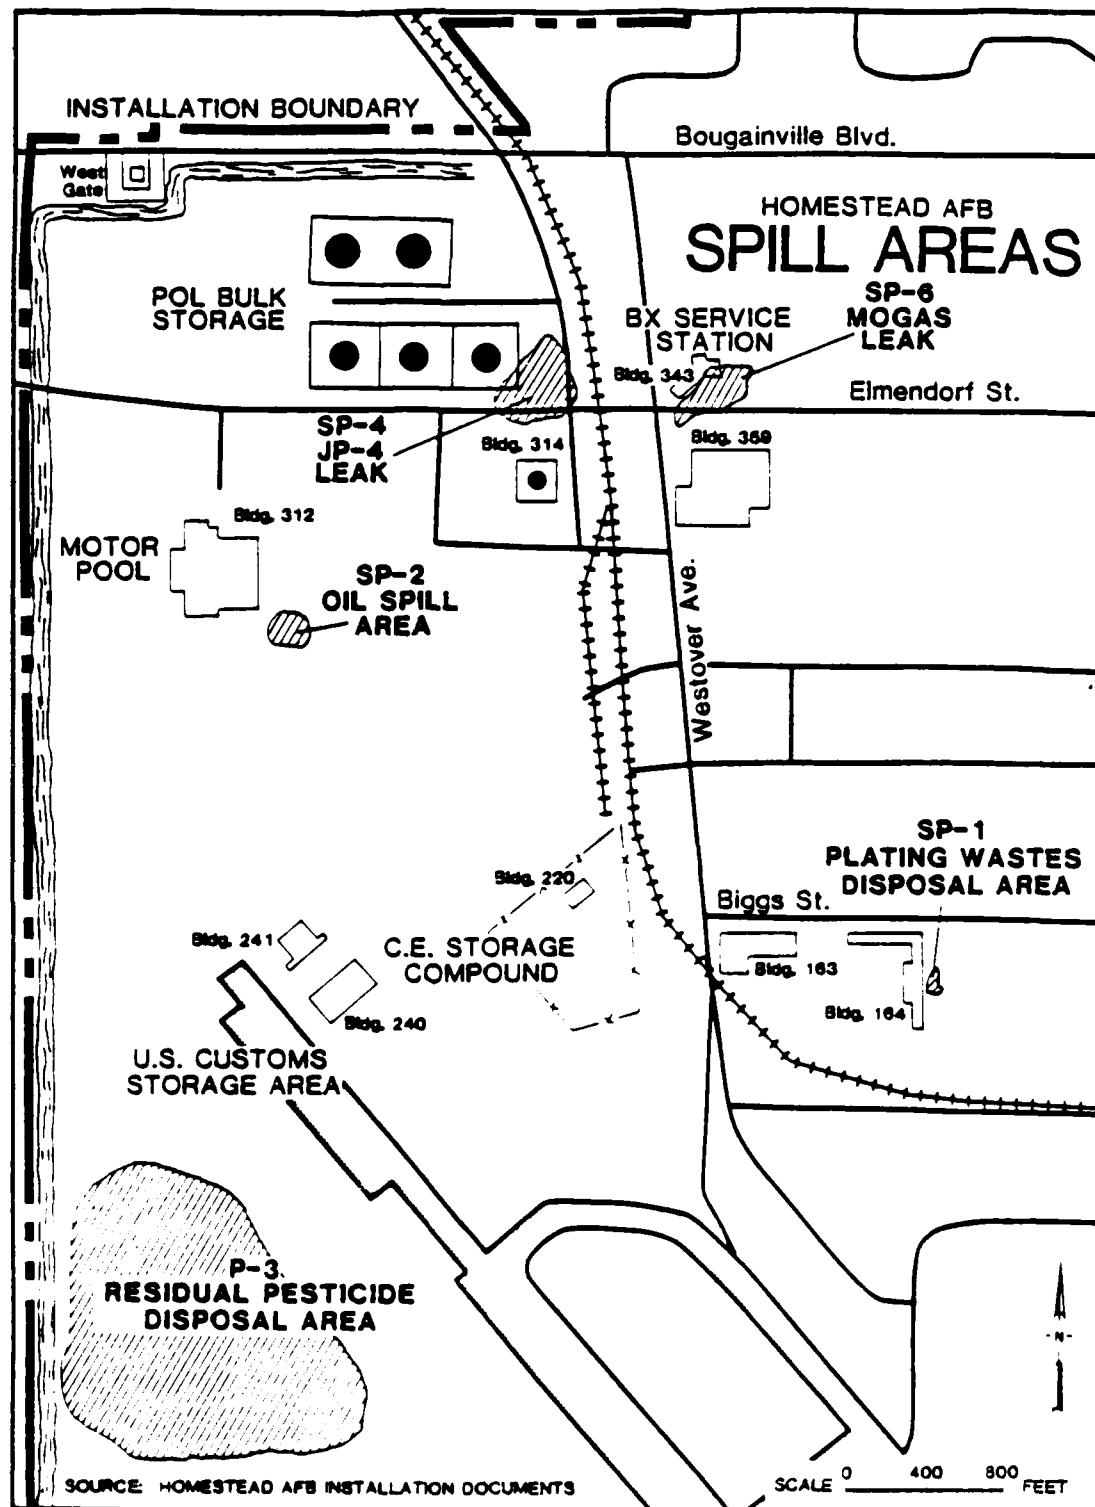 INSTALLATION BOUNDARY
Bougainville Blvd.
West
Gate
HOMESTEAD AFB
SPILL AREAS
SP-6
MOGAS
LEAK
POL BULK
STORAGE
BX SERVICE
STATION
Bldg. 343
Elmendorf St.
SP-4
JP-4
LEAK
Bldg. 314
Bldg. 359
Bldg. 312
MOTOR
POOL
SP-2
OIL SPILL
AREA
Westover Ave.
SP-1
PLATING WASTES
DISPOSAL AREA
Bldg. 220
Biggs St.
Bldg. 241
C.E. STORAGE
COMPOUND
Bldg. 163
Bldg. 164
Bldg. 240
U.S. CUSTOMS
STORAGE AREA
P-3.
RESIDUAL PESTICIDE
DISPOSAL AREA
-N-
SOURCE: HOMESTEAD AFB INSTALLATION DOCUMENTS
SCALE 0 400 800 FEET